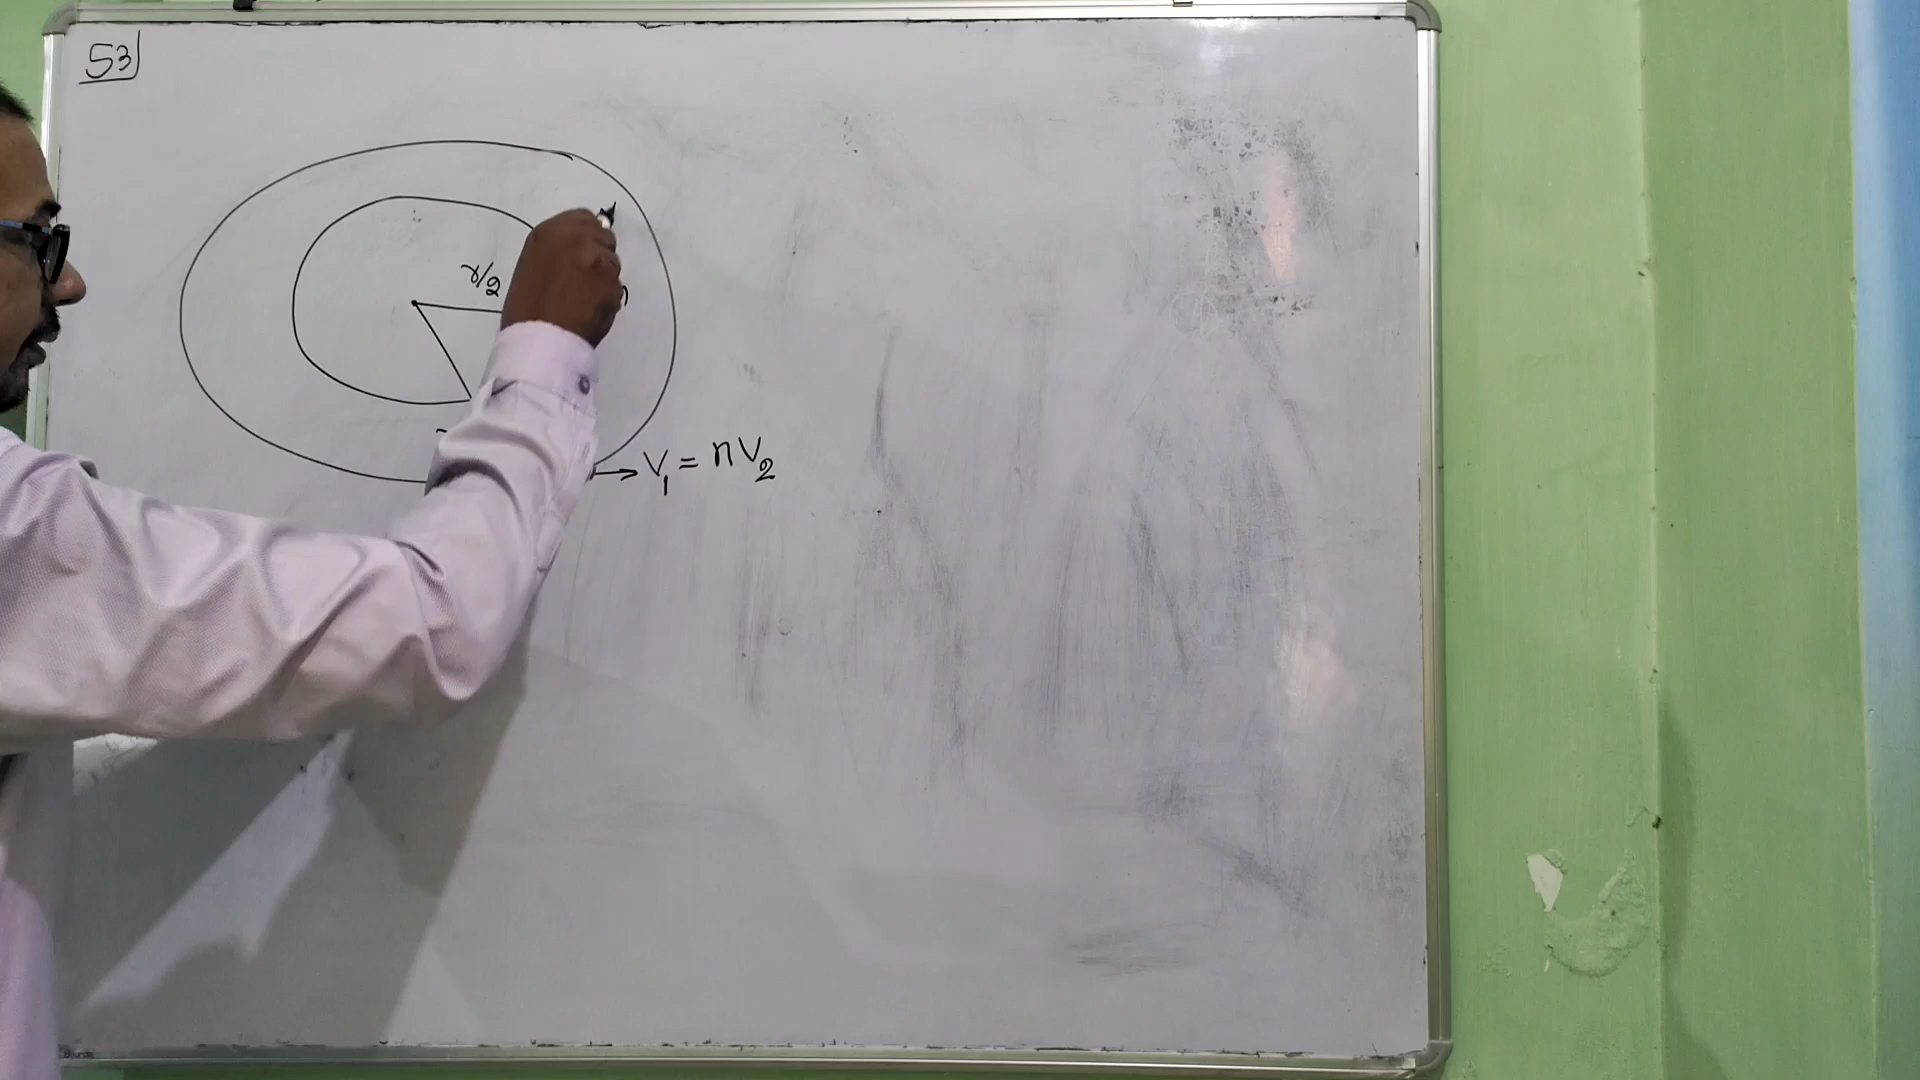 53
r/2
V₁ = nV₂